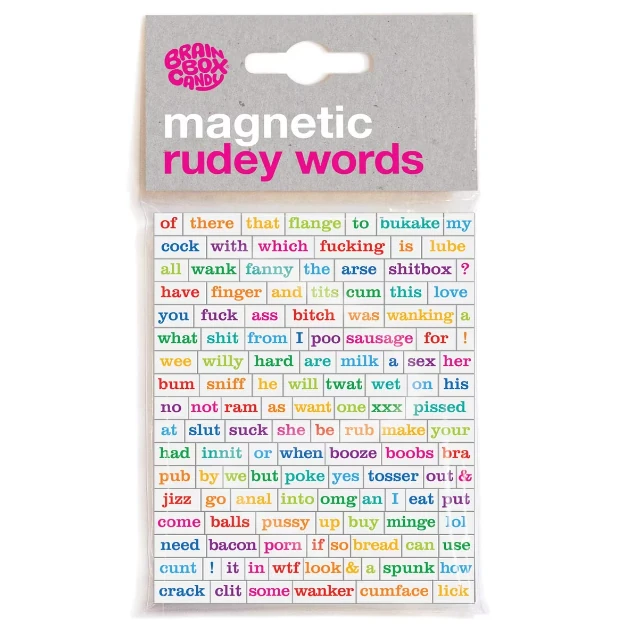 BRAIN
BOX
CANDY
magnetic
rudey words
of there that flange to bukake my
cock with which fucking is lube
all wank fanny the arse shitbox ?
have finger and tits cum this love
you fuck ass bitch was wanking a
what shit from I poo sausage for !
wee willy hard are milk a sex her
bum sniff he will twat wet on his
no not ram as want one xxx pissed
at slut suck she be rub make your
had innit or when booze boobs bra
pub by we but poke yes tosser out &
jizz go anal into omg an I eat put
come balls pussy up buy minge lol
need bacon porn if so bread can use
cunt ! it in wtf look & a spunk how
crack clit some wanker cumface lick